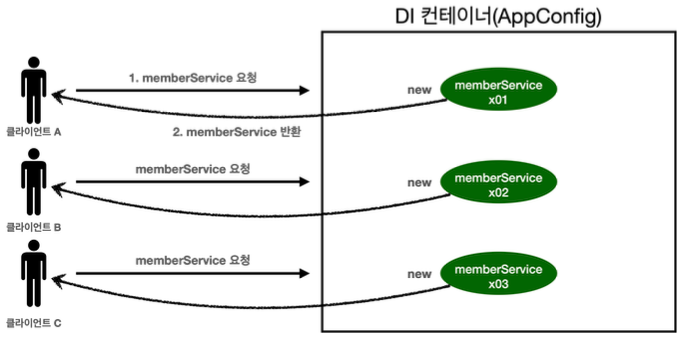 DI 컨테이너(AppConfig)
1. memberService 요청
new
memberService
x01
클라이언트 A
2. memberService 반환
memberService 요청
new
memberService
x02
클라이언트 B
memberService 요청
new
memberService
x03
클라이언트 C